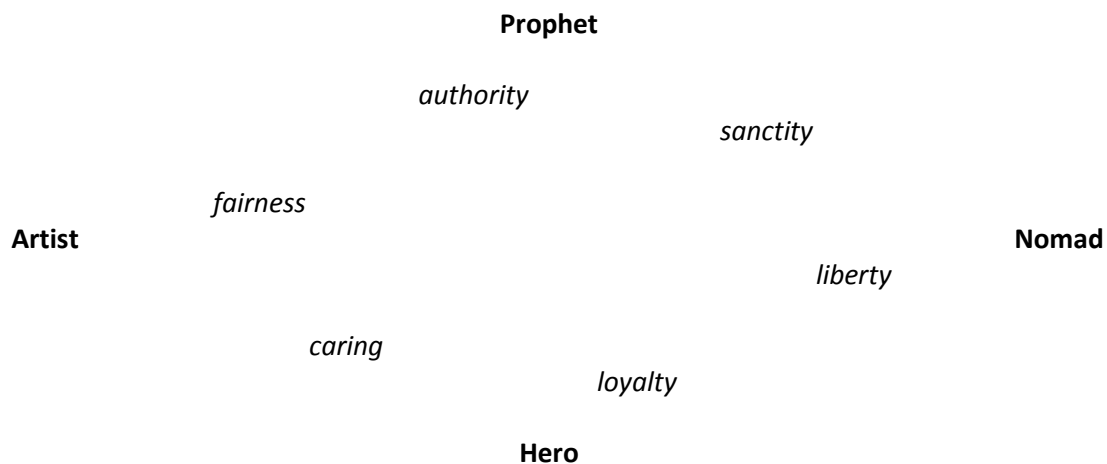 Prophet
authority
sanctity
fairness
Artist Nomad
liberty
caring
loyalty
Hero